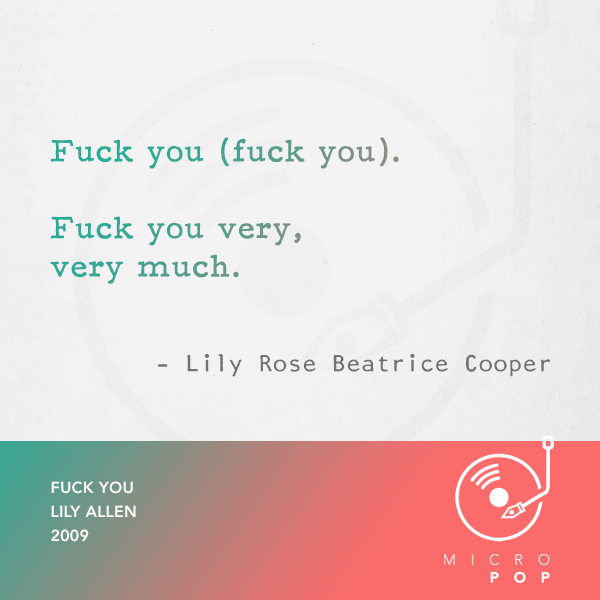 Fuck you (fuck you).
Fuck you very,
very much.
– Lily Rose Beatrice Cooper
FUCK YOU
LILY ALLEN
2009
MICRO
POP